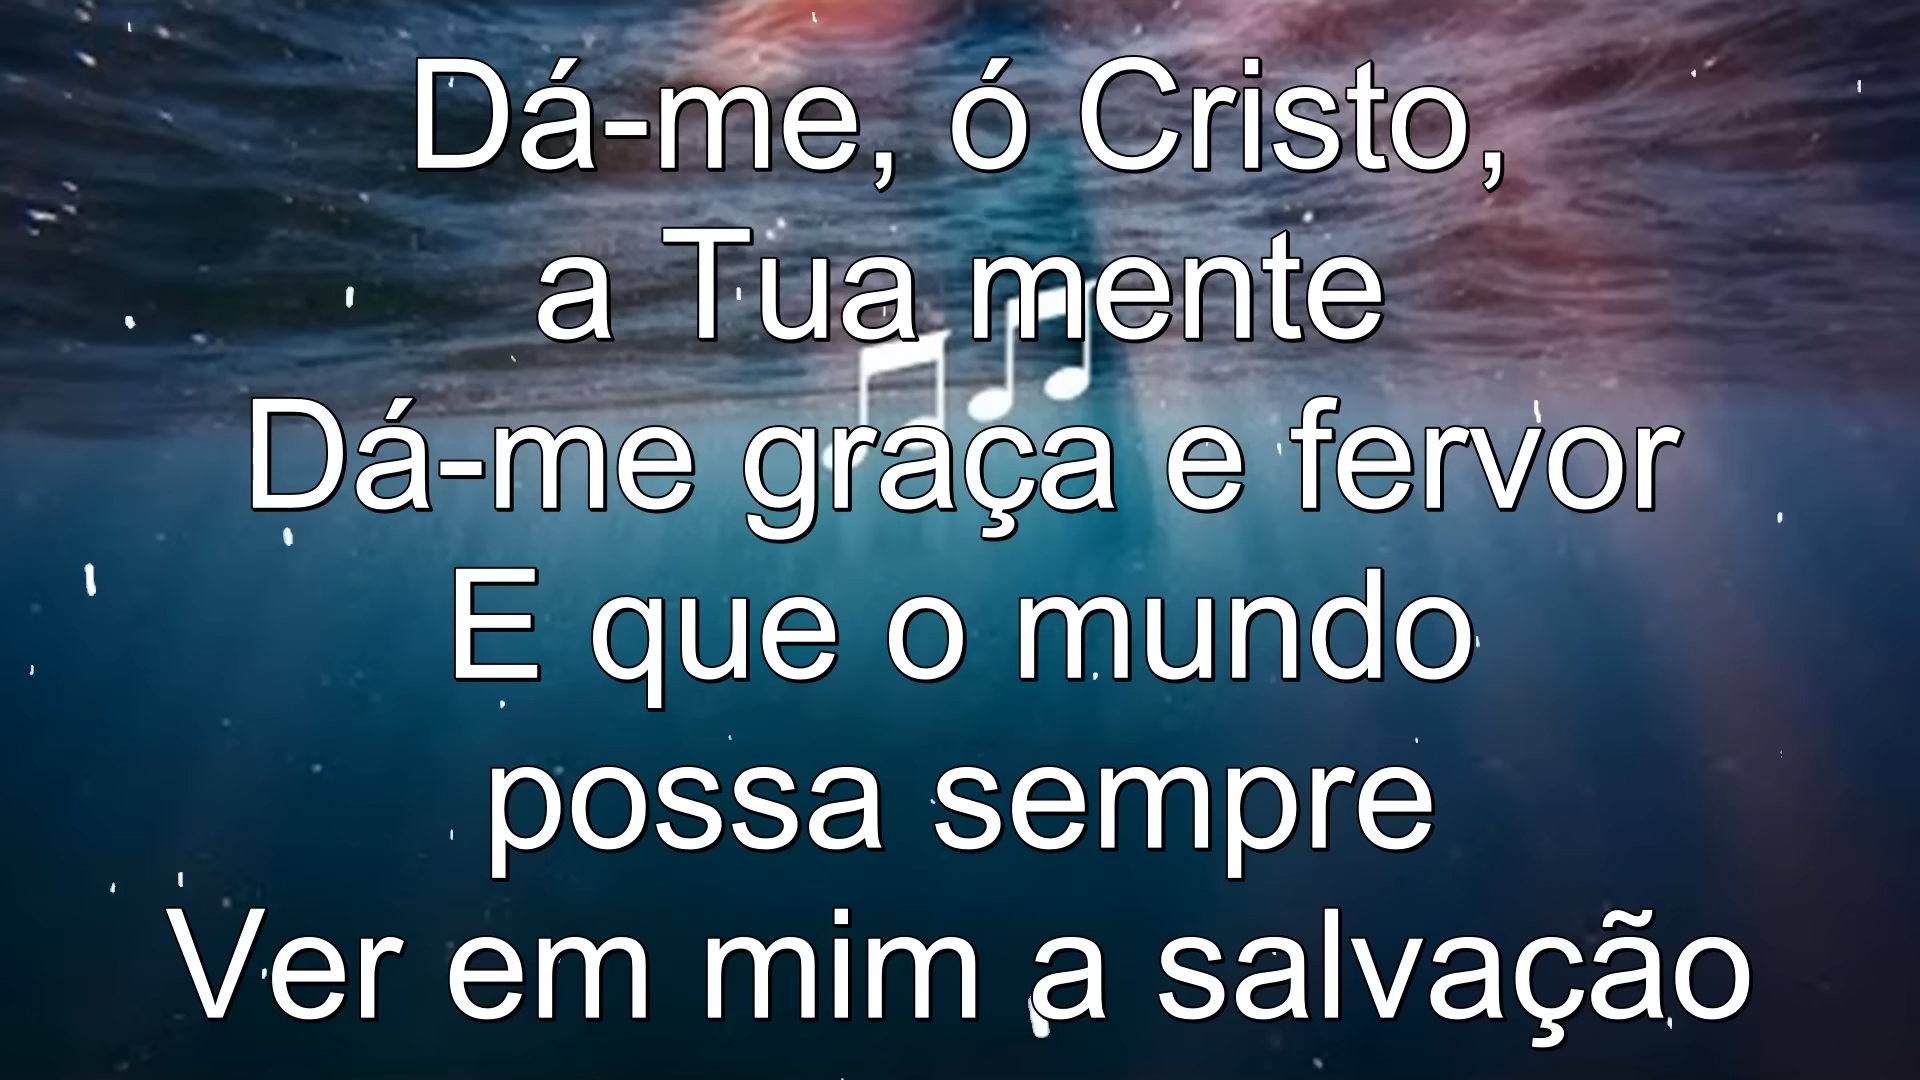 Dá-me, ó Cristo,
a Tua mente
Dá-me graça e fervor
E que o mundo
possa sempre
Ver em mim a salvação